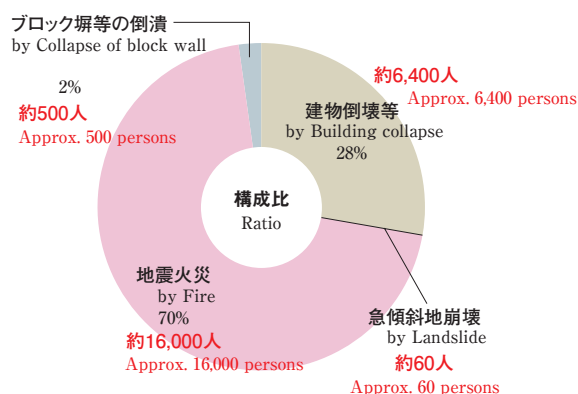 ブロック塀等の倒潰
by Collapse of block wall
2%
約500人
Approx. 500 persons
約6,400人
Approx. 6,400 persons
建物倒壊等
by Building collapse
28%
構成比
Ratio
地震火災
by Fire
70%
約16,000人
Approx. 16,000 persons
急傾斜地崩壊
by Landslide
約60人
Approx. 60 persons